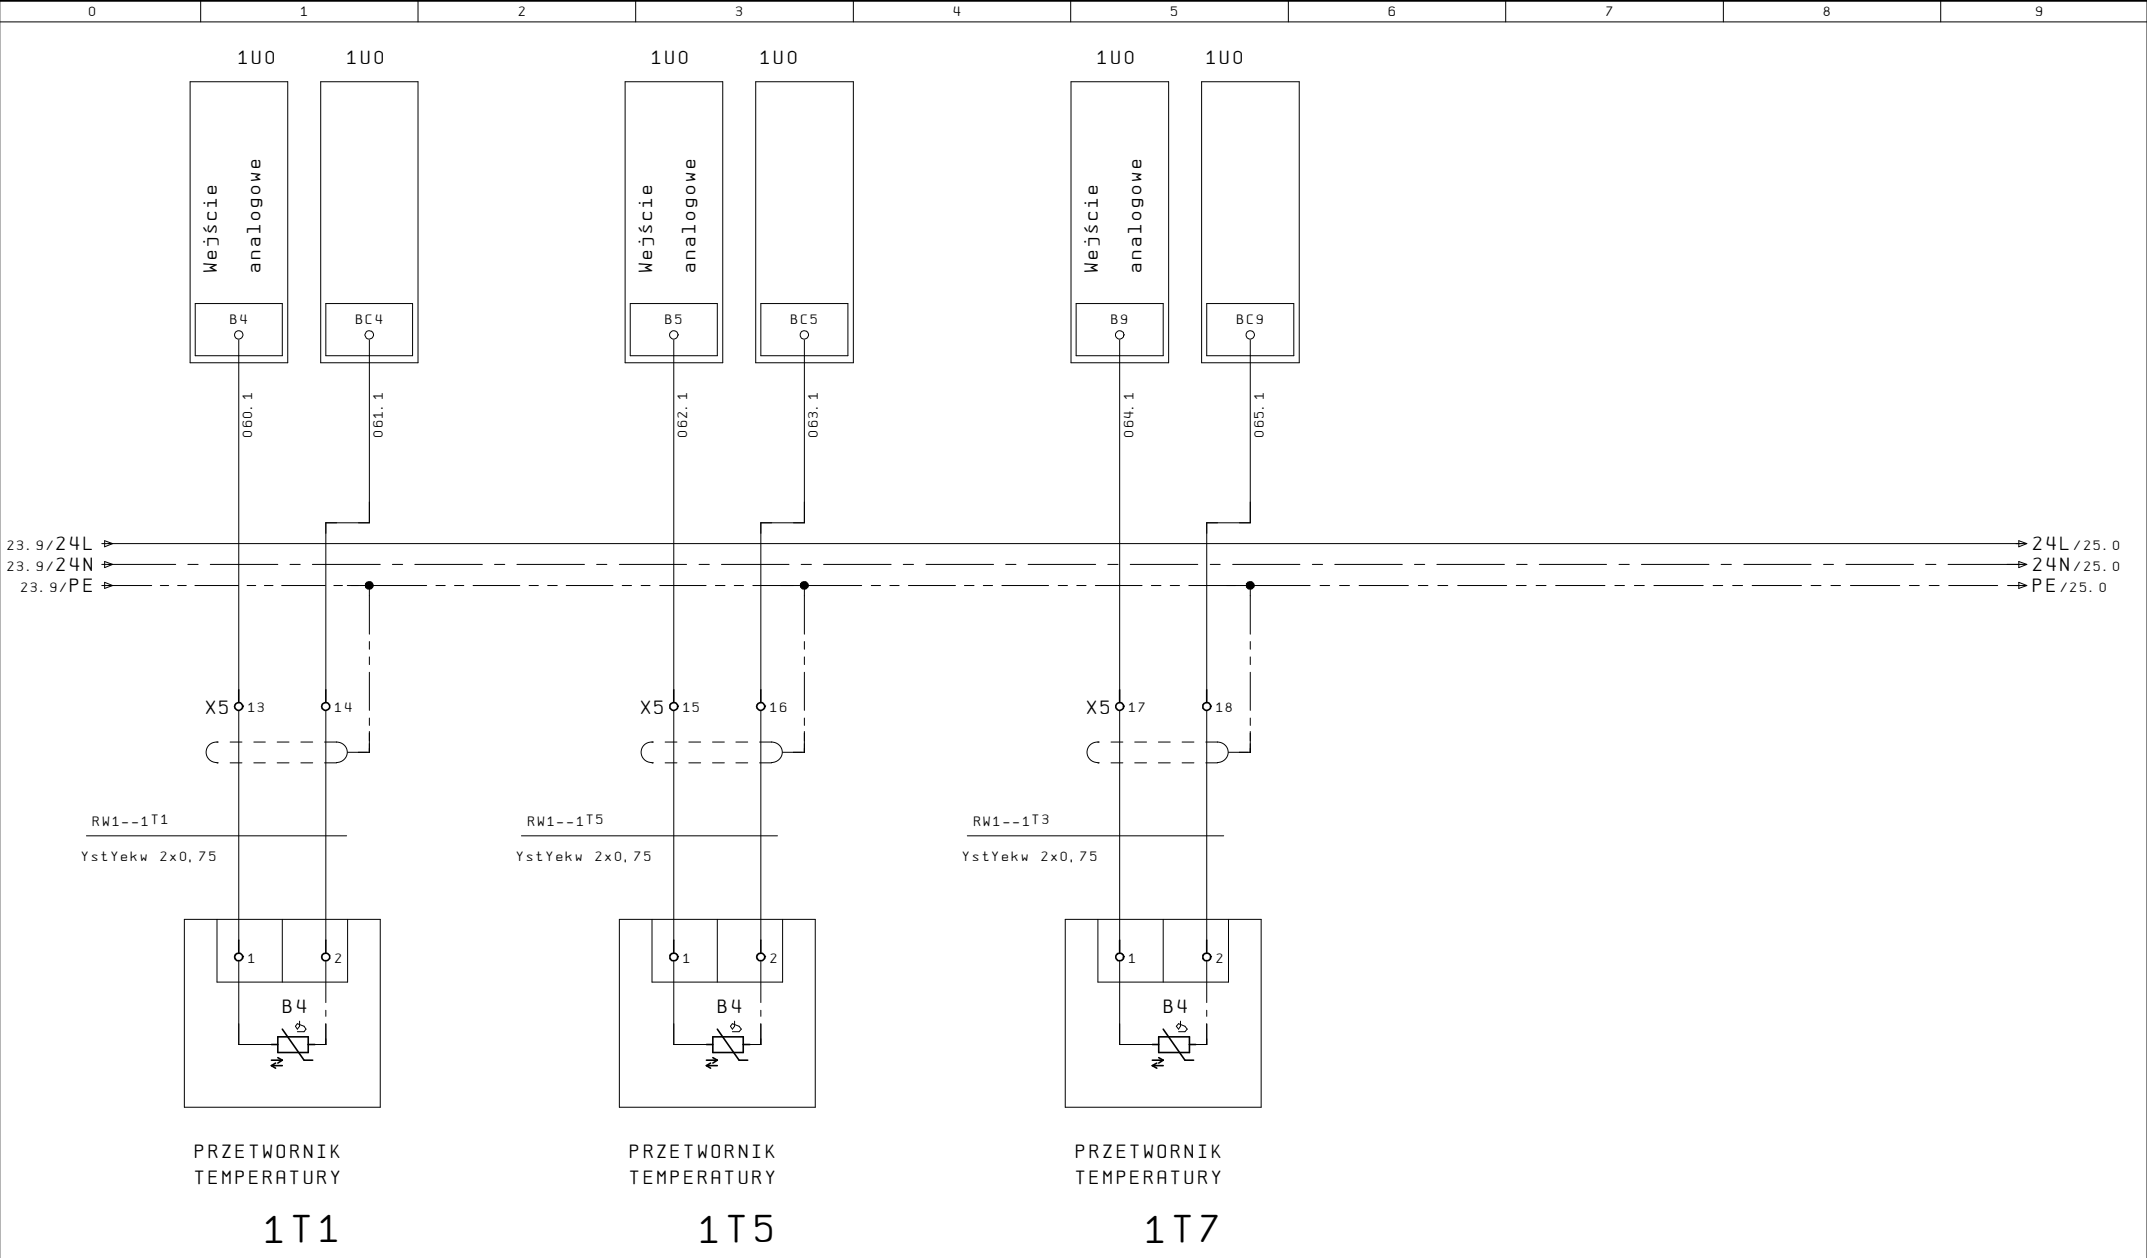 0 1 2 3 4 5 6 7 8 9
1U0 1U0 1U0 1U0 1U0 1U0
Wejście
analogowe
Wejście
analogowe
Wejście
analogowe
B4 BC4 B5 BC5 B9 BC9
060.1 061.1 062.1 063.1 064.1 065.1
23.9/24L 24L/25.0
23.9/24N 24N/25.0
23.9/PE PE/25.0
X5 13 14 X5 15 16 X5 17 18
RW1--1T1 RW1--1T5 RW1--1T3
YstYekw 2x0,75 YstYekw 2x0,75 YstYekw 2x0,75
1 2 1 2 1 2
B4 B4 B4
PRZETWORNIK
TEMPERATURY
1T1
PRZETWORNIK
TEMPERATURY
1T5
PRZETWORNIK
TEMPERATURY
1T7